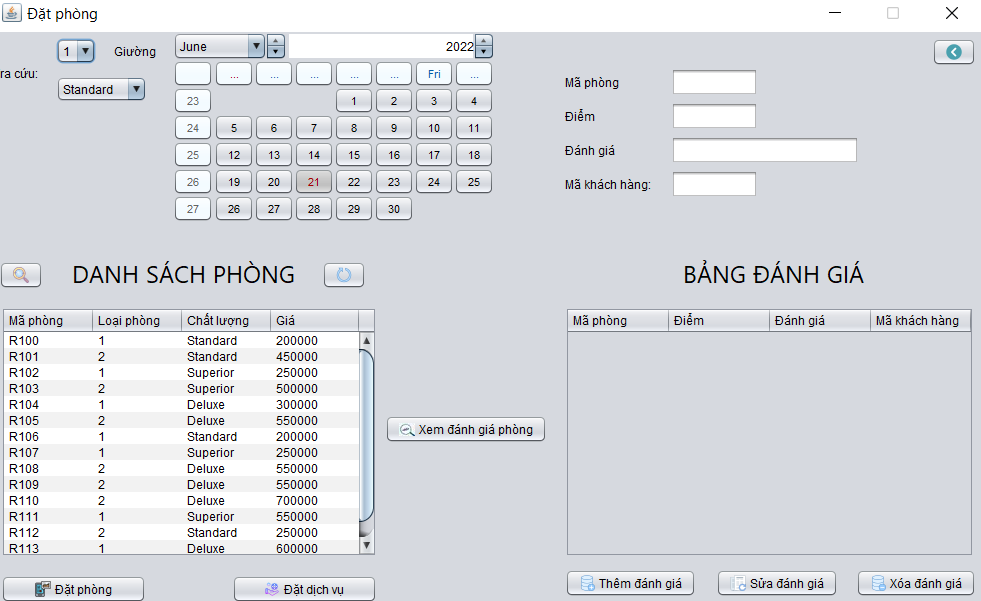 Đặt phòng
1 Giường
June 2022
ra cứu:
Standard
... ... ... ... ... Fri ...
23 1 2 3 4
24 5 6 7 8 9 10 11
25 12 13 14 15 16 17 18
26 19 20 21 22 23 24 25
27 26 27 28 29 30
Mã phòng
Điểm
Đánh giá
Mã khách hàng:
DANH SÁCH PHÒNG
Mã phòng Loại phòng Chất lượng Giá
R100 1 Standard 200000
R101 2 Standard 450000
R102 1 Superior 250000
R103 2 Superior 500000
R104 1 Deluxe 300000
R105 2 Deluxe 550000
R106 1 Standard 200000
R107 1 Superior 250000
R108 2 Deluxe 550000
R109 2 Deluxe 550000
R110 2 Deluxe 700000
R111 1 Superior 550000
R112 2 Standard 250000
R113 1 Deluxe 600000
Đặt phòng
Đặt dịch vụ
Xem đánh giá phòng
BẢNG ĐÁNH GIÁ
Mã phòng Điểm Đánh giá Mã khách hàng
Thêm đánh giá
Sửa đánh giá
Xóa đánh giá